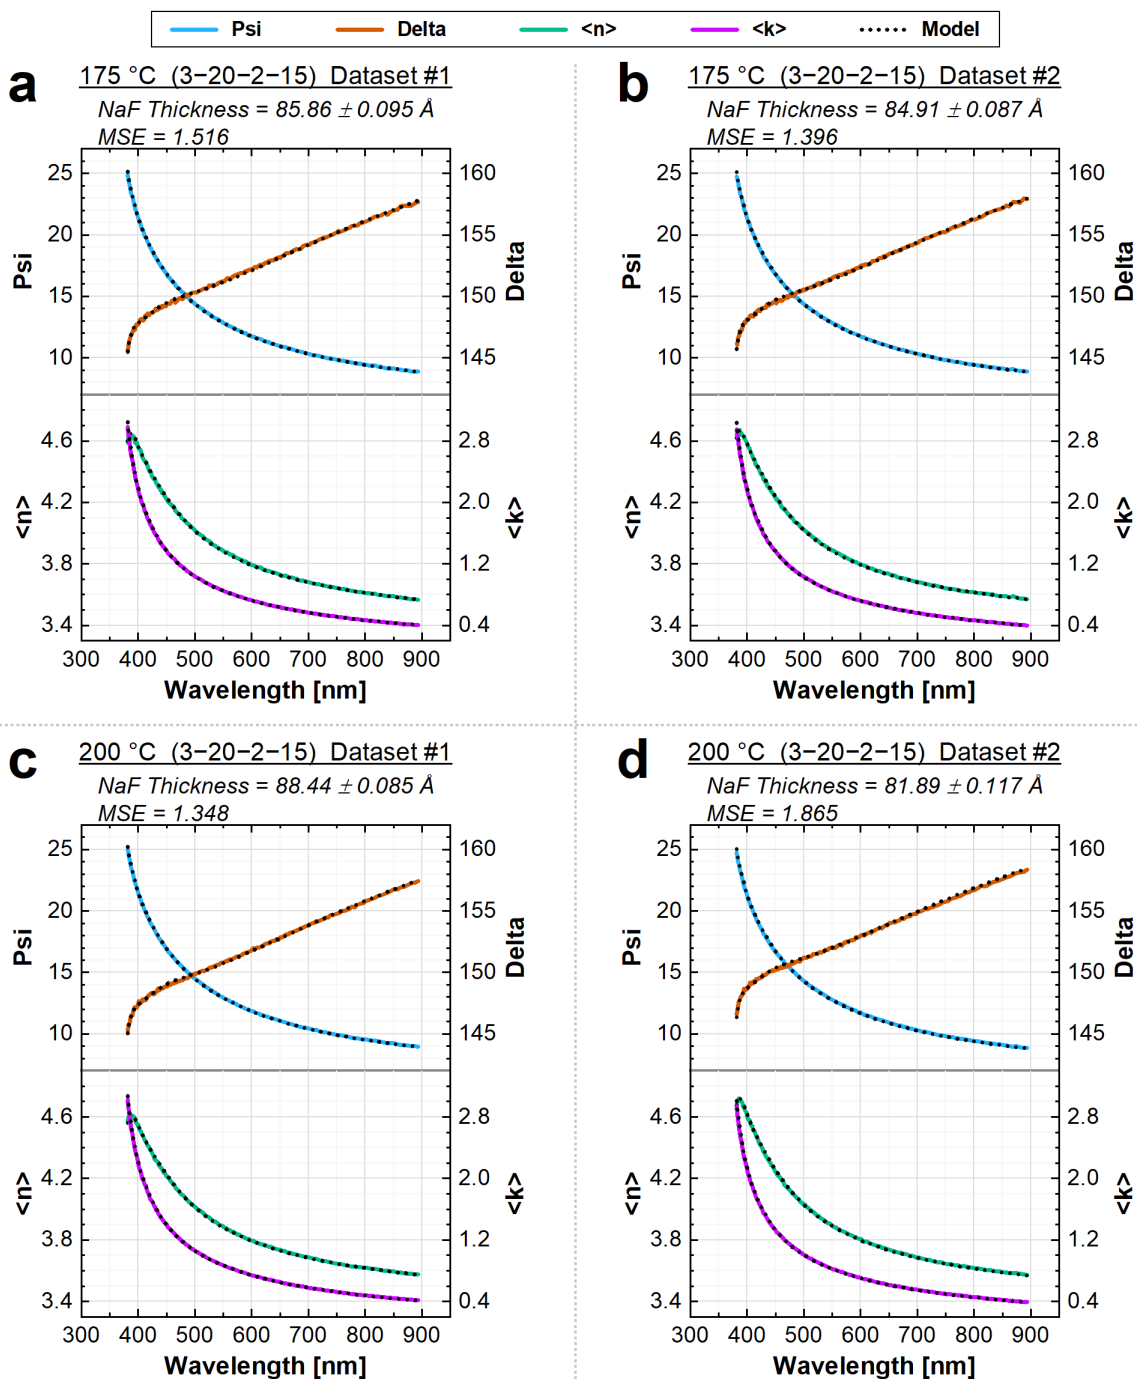 Psi Delta <n> <k> Model
a
175 °C (3−20−2−15) Dataset #1
NaF Thickness = 85.86 ± 0.095 Å
MSE = 1.516
25
20
15
10
Psi
160
155
150
145
Delta
4.6
4.2
3.8
3.4
<n>
2.8
2.0
1.2
0.4
<k>
300 400 500 600 700 800 900
Wavelength [nm]
b
175 °C (3−20−2−15) Dataset #2
NaF Thickness = 84.91 ± 0.087 Å
MSE = 1.396
25
20
15
10
Psi
160
155
150
145
Delta
4.6
4.2
3.8
3.4
<n>
2.8
2.0
1.2
0.4
<k>
300 400 500 600 700 800 900
Wavelength [nm]
c
200 °C (3−20−2−15) Dataset #1
NaF Thickness = 88.44 ± 0.085 Å
MSE = 1.348
25
20
15
10
Psi
160
155
150
145
Delta
4.6
4.2
3.8
3.4
<n>
2.8
2.0
1.2
0.4
<k>
300 400 500 600 700 800 900
Wavelength [nm]
d
200 °C (3−20−2−15) Dataset #2
NaF Thickness = 81.89 ± 0.117 Å
MSE = 1.865
25
20
15
10
Psi
160
155
150
145
Delta
4.6
4.2
3.8
3.4
<n>
2.8
2.0
1.2
0.4
<k>
300 400 500 600 700 800 900
Wavelength [nm]